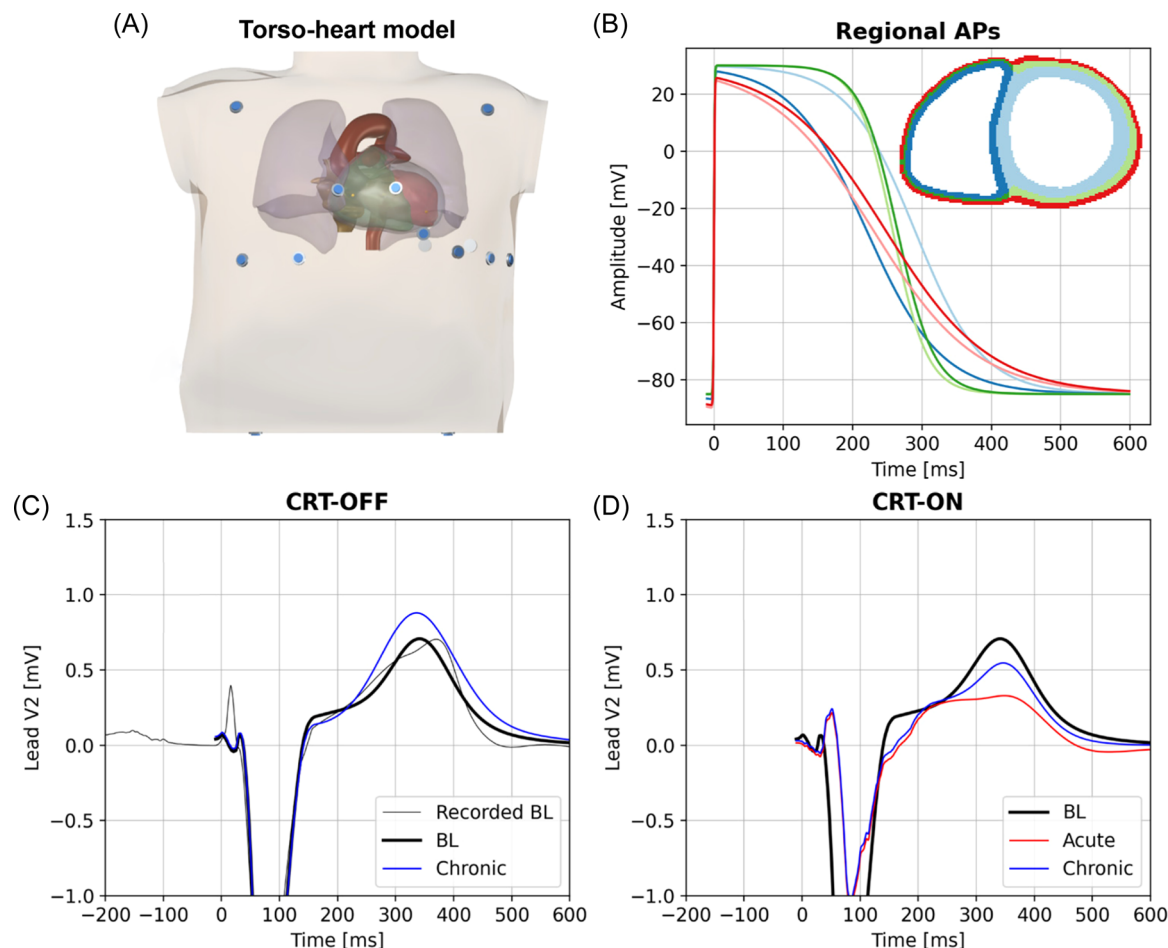 (A)
Torso-heart model
(B)
Regional APs
20
0
−20
−40
−60
−80
Amplitude [mV]
0 100 200 300 400 500 600
Time [ms]
(C)
CRT-OFF
1.5
1.0
0.5
0.0
−0.5
−1.0
Lead V2 [mV]
Recorded BL
BL
Chronic
−200 −100 0 100 200 300 400 500 600
Time [ms]
(D)
CRT-ON
1.5
1.0
0.5
0.0
−0.5
−1.0
Lead V2 [mV]
BL
Acute
Chronic
−200 −100 0 100 200 300 400 500 600
Time [ms]